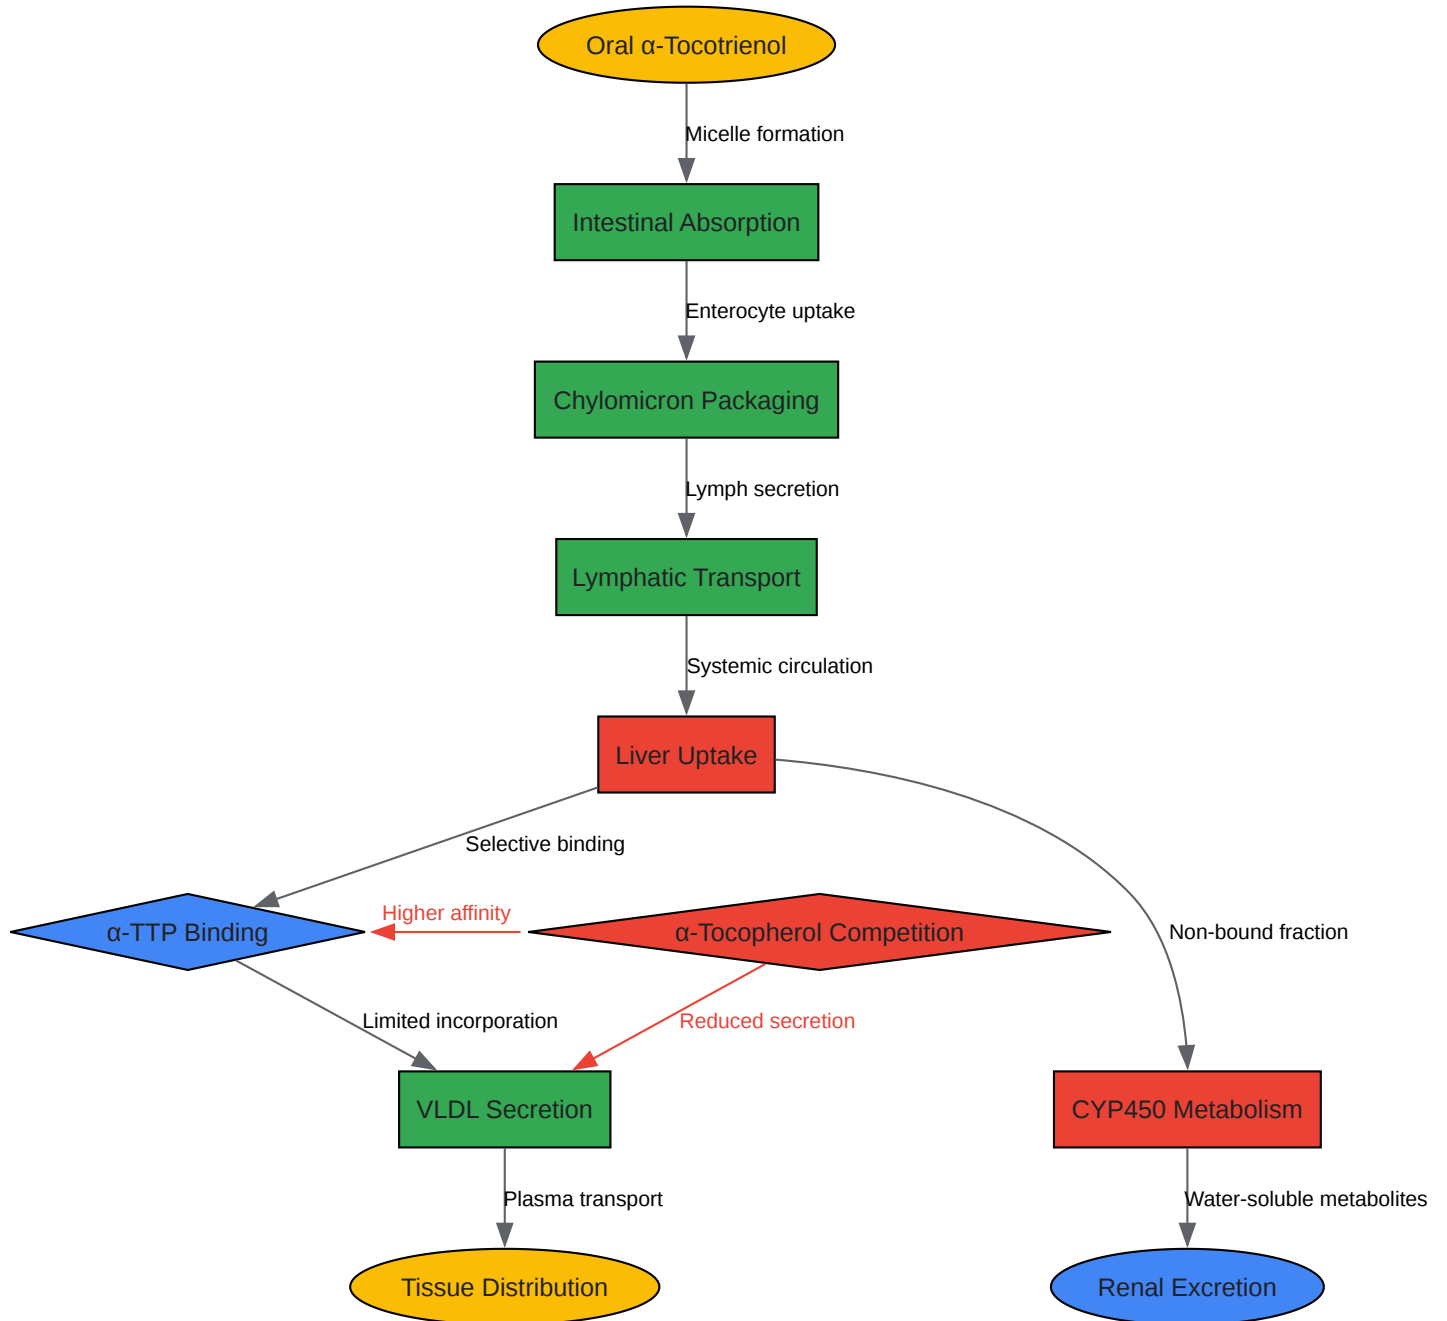 Oral α-Tocotrienol
Micelle formation
Intestinal Absorption
Enterocyte uptake
Chylomicron Packaging
Lymph secretion
Lymphatic Transport
Systemic circulation
Liver Uptake
Selective binding
Higher affinity
α-TTP Binding
α-Tocopherol Competition
Non-bound fraction
Limited incorporation
Reduced secretion
VLDL Secretion
CYP450 Metabolism
Plasma transport
Water-soluble metabolites
Tissue Distribution
Renal Excretion